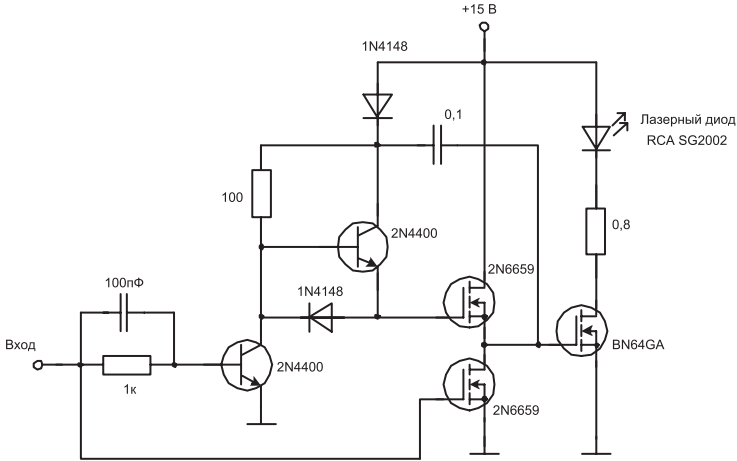 +15 В
1N4148
0,1
Лазерный диод
RCA SG2002
100
2N4400
0,8
2N6659
1N4148
100пФ
Вход
BN64GA
2N4400
1к
2N6659